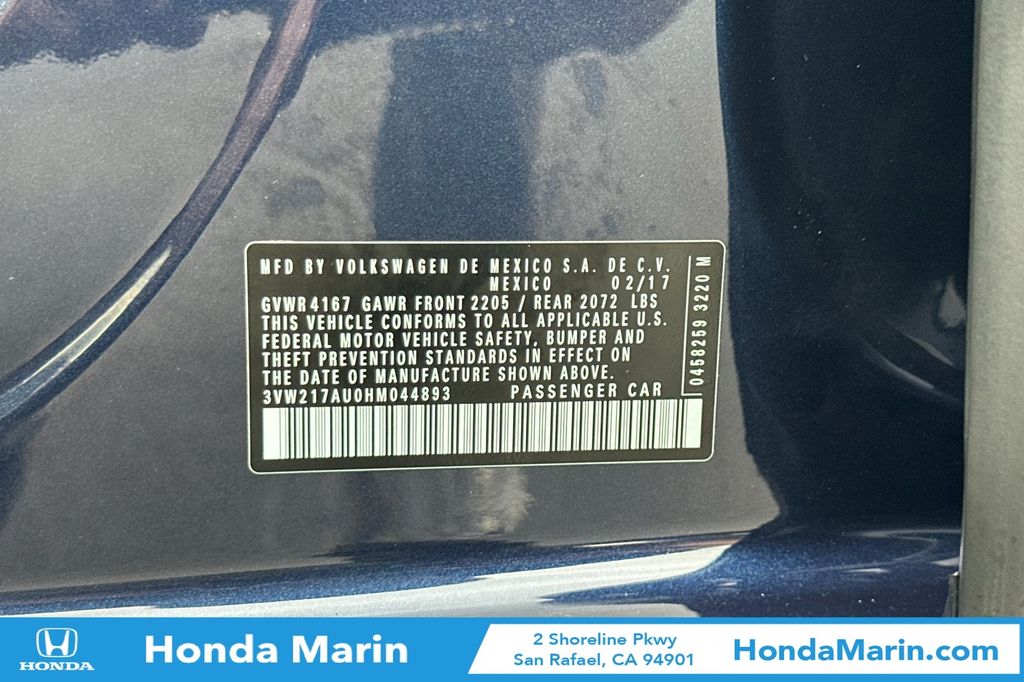 MFD BY VOLKSWAGEN DE MEXICO S.A. DE C.V.
MEXICO 02/17
GVWR 4167 GAWR FRONT 2205 / REAR 2072 LBS
THIS VEHICLE CONFORMS TO ALL APPLICABLE U.S.
FEDERAL MOTOR VEHICLE SAFETY, BUMPER AND
THEFT PREVENTION STANDARDS IN EFFECT ON
THE DATE OF MANUFACTURE SHOWN ABOVE.
3VW217AU0HM044893 PASSENGER CAR
0458259 3220 M
HONDA
Honda Marin
2 Shoreline Pkwy
San Rafael, CA 94901
HondaMarin.com